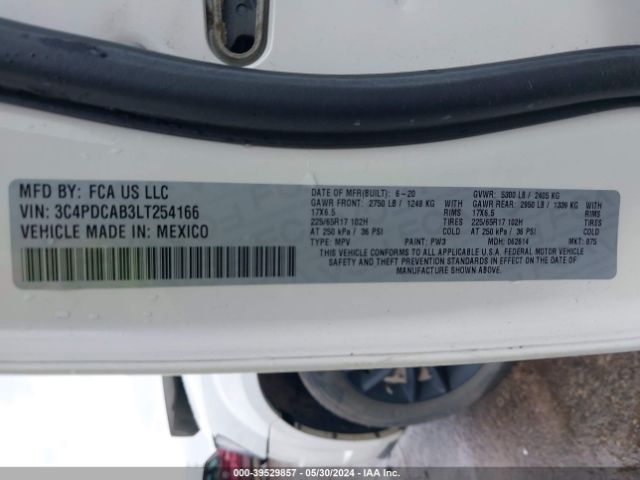 MFD BY: FCA US LLC
VIN: 3C4PDCAB3LT254166
VEHICLE MADE IN: MEXICO
DATE OF MFR(BUILT): 6-20 GVWR: 5300 LB / 2405 KG
GAWR FRONT: 2750 LB / 1248 KG WITH GAWR REAR: 2950 LB / 1339 KG WITH
17X6.5 RIMS 17X6.5 RIMS
225/65R17 102H TIRES 225/65R17 102H TIRES
AT 250 kPa / 36 PSI COLD AT 250 kPa / 36 PSI COLD
TYPE: MPV PAINT: PW3 MDH: 062614 MKT: 875
THIS VEHICLE CONFORMS TO ALL APPLICABLE U.S.A. FEDERAL MOTOR VEHICLE
SAFETY AND THEFT PREVENTION STANDARDS IN EFFECT ON THE DATE OF
MANUFACTURE SHOWN ABOVE.
000-39529857 - 05/30/2024 - IAA Inc.